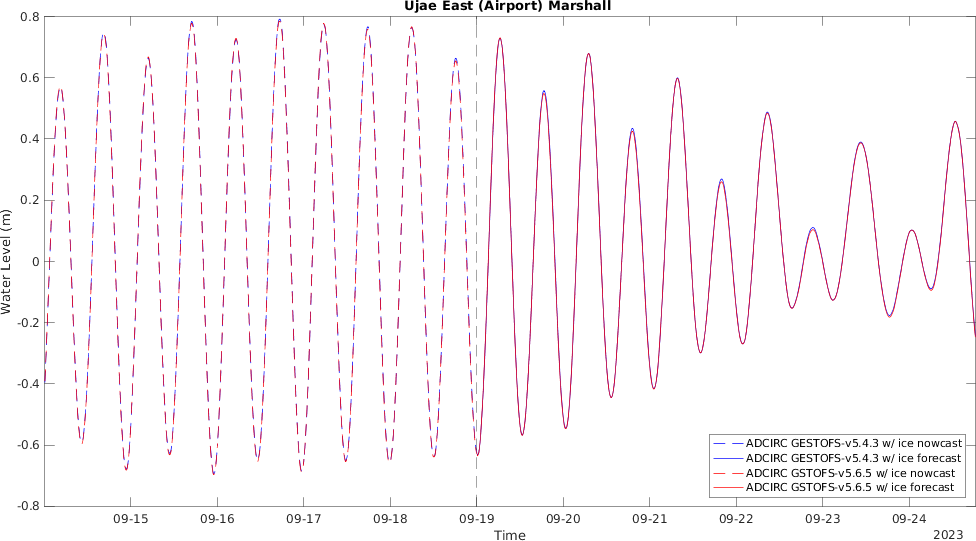 Ujae East (Airport) Marshall
0.8
0.6
0.4
0.2
0
-0.2
-0.4
-0.6
-0.8
Water Level (m)
09-15 09-16 09-17 09-18 09-19 09-20 09-21 09-22 09-23 09-24
Time
2023
ADCIRC GESTOFS-v5.4.3 w/ ice nowcast
ADCIRC GESTOFS-v5.4.3 w/ ice forecast
ADCIRC GSTOFS-v5.6.5 w/ ice nowcast
ADCIRC GSTOFS-v5.6.5 w/ ice forecast